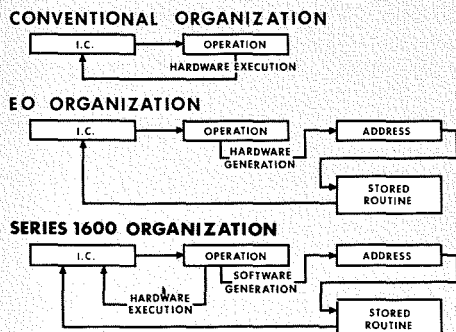 CONVENTIONAL ORGANIZATION
I.C.
OPERATION
HARDWARE EXECUTION
EO ORGANIZATION
I.C.
OPERATION
ADDRESS
HARDWARE
GENERATION
STORED
ROUTINE
SERIES 1600 ORGANIZATION
I.C.
OPERATION
ADDRESS
SOFTWARE
GENERATION
HARDWARE
EXECUTION
STORED
ROUTINE